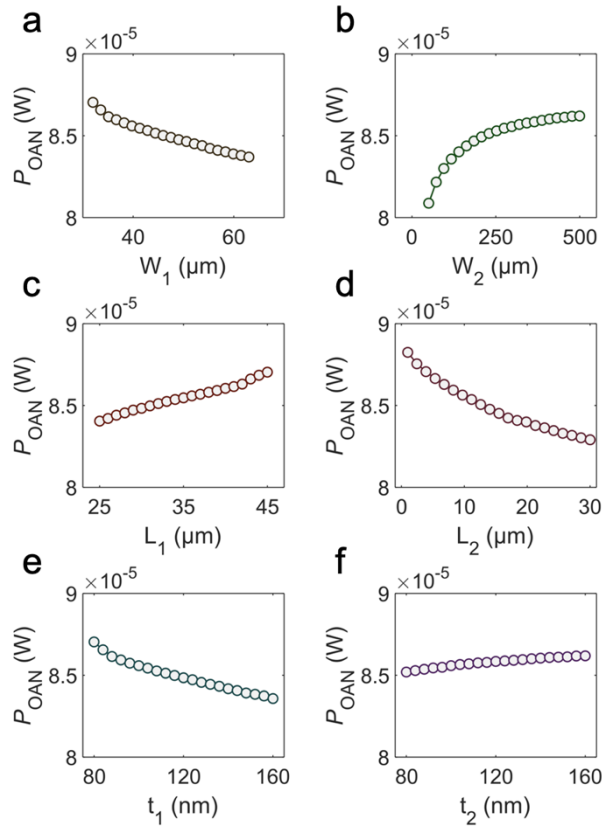 a
×10⁻⁵
9
8.5
8
P_OAN (W)
40
60
W₁ (μm)
b
×10⁻⁵
9
8.5
8
P_OAN (W)
0
250
500
W₂ (μm)
c
×10⁻⁵
9
8.5
8
P_OAN (W)
25
35
45
L₁ (μm)
d
×10⁻⁵
9
8.5
8
P_OAN (W)
0
10
20
30
L₂ (μm)
e
×10⁻⁵
9
8.5
8
P_OAN (W)
80
120
160
t₁ (nm)
f
×10⁻⁵
9
8.5
8
P_OAN (W)
80
120
160
t₂ (nm)